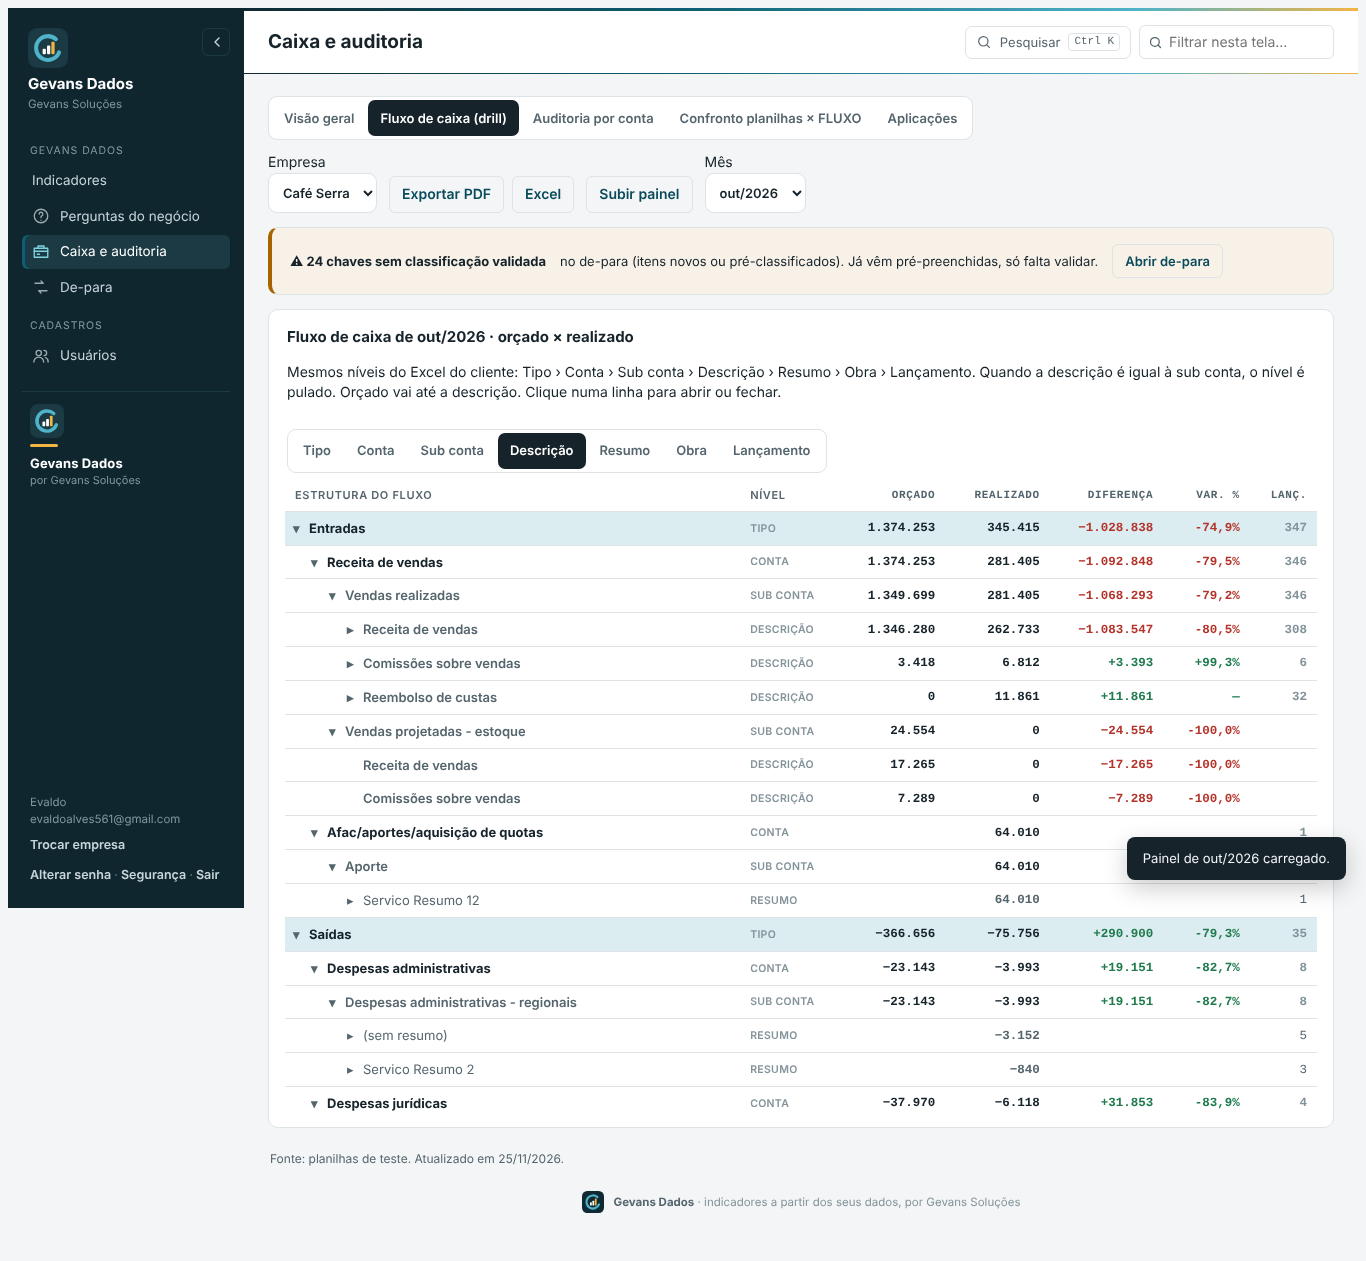 Gevans Dados
Gevans Soluções
GEVANS DADOS
Indicadores
Perguntas do negócio
Caixa e auditoria
De-para
CADASTROS
Usuários
Gevans Dados
por Gevans Soluções
Evaldo
evaldoalves561@gmail.com
Trocar empresa
Alterar senha · Segurança · Sair
Caixa e auditoria
Pesquisar Ctrl K
Filtrar nesta tela...
Visão geral Fluxo de caixa (drill) Auditoria por conta Confronto planilhas × FLUXO Aplicações
Empresa Mês
Café Serra Exportar PDF Excel Subir painel out/2026
⚠ 24 chaves sem classificação validada no de-para (itens novos ou pré-classificados). Já vêm pré-preenchidas, só falta validar. Abrir de-para
Fluxo de caixa de out/2026 · orçado × realizado
Mesmos níveis do Excel do cliente: Tipo › Conta › Sub conta › Descrição › Resumo › Obra › Lançamento. Quando a descrição é igual à sub conta, o nível é
pulado. Orçado vai até a descrição. Clique numa linha para abrir ou fechar.
Tipo Conta Sub conta Descrição Resumo Obra Lançamento
ESTRUTURA DO FLUXO NÍVEL ORÇADO REALIZADO DIFERENÇA VAR. % LANÇ.
▾ Entradas TIPO 1.374.253 345.415 −1.028.838 -74,9% 347
▾ Receita de vendas CONTA 1.374.253 281.405 −1.092.848 -79,5% 346
▾ Vendas realizadas SUB CONTA 1.349.699 281.405 −1.068.293 -79,2% 346
▸ Receita de vendas DESCRIÇÃO 1.346.280 262.733 −1.083.547 -80,5% 308
▸ Comissões sobre vendas DESCRIÇÃO 3.418 6.812 +3.393 +99,3% 6
▸ Reembolso de custas DESCRIÇÃO 0 11.861 +11.861 — 32
▾ Vendas projetadas - estoque SUB CONTA 24.554 0 −24.554 -100,0%
Receita de vendas DESCRIÇÃO 17.265 0 −17.265 -100,0%
Comissões sobre vendas DESCRIÇÃO 7.289 0 −7.289 -100,0%
▾ Afac/aportes/aquisição de quotas CONTA 64.010 1
▾ Aporte SUB CONTA 64.010
▸ Servico Resumo 12 RESUMO 64.010 1
▾ Saídas TIPO −366.656 −75.756 +290.900 -79,3% 35
▾ Despesas administrativas CONTA −23.143 −3.993 +19.151 -82,7% 8
▾ Despesas administrativas - regionais SUB CONTA −23.143 −3.993 +19.151 -82,7% 8
▸ (sem resumo) RESUMO −3.152 5
▸ Servico Resumo 2 RESUMO −840 3
▾ Despesas jurídicas CONTA −37.970 −6.118 +31.853 -83,9% 4
Painel de out/2026 carregado.
Fonte: planilhas de teste. Atualizado em 25/11/2026.
Gevans Dados · indicadores a partir dos seus dados, por Gevans Soluções